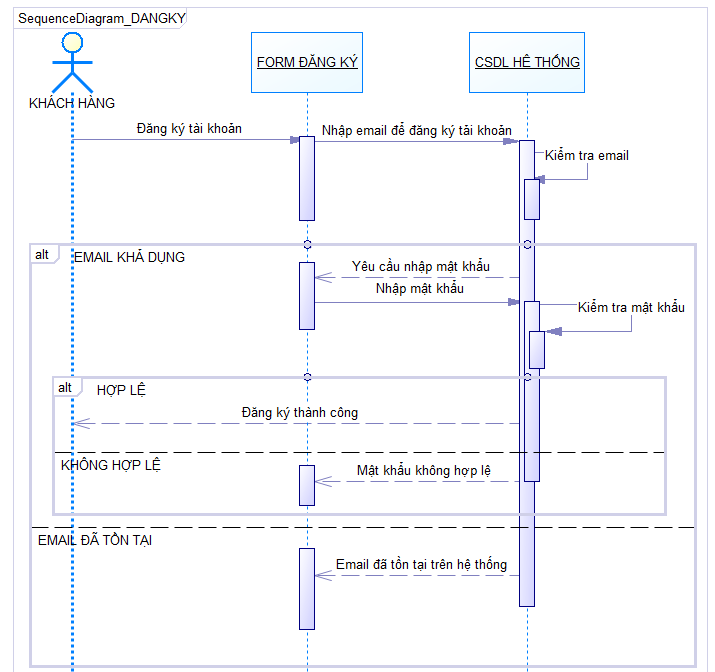 SequenceDiagram_DANGKY
FORM ĐĂNG KÝ
CSDL HỆ THỐNG
KHÁCH HÀNG
Đăng ký tài khoản
Nhập email để đăng ký tải khoản
Kiểm tra email
alt
EMAIL KHẢ DỤNG
Yêu cầu nhập mật khẩu
Nhập mật khẩu
Kiểm tra mật khẩu
alt
HỢP LỆ
Đăng ký thành công
KHÔNG HỢP LỆ
Mật khẩu không hợp lệ
EMAIL ĐÃ TỒN TẠI
Email đã tồn tại trên hệ thống